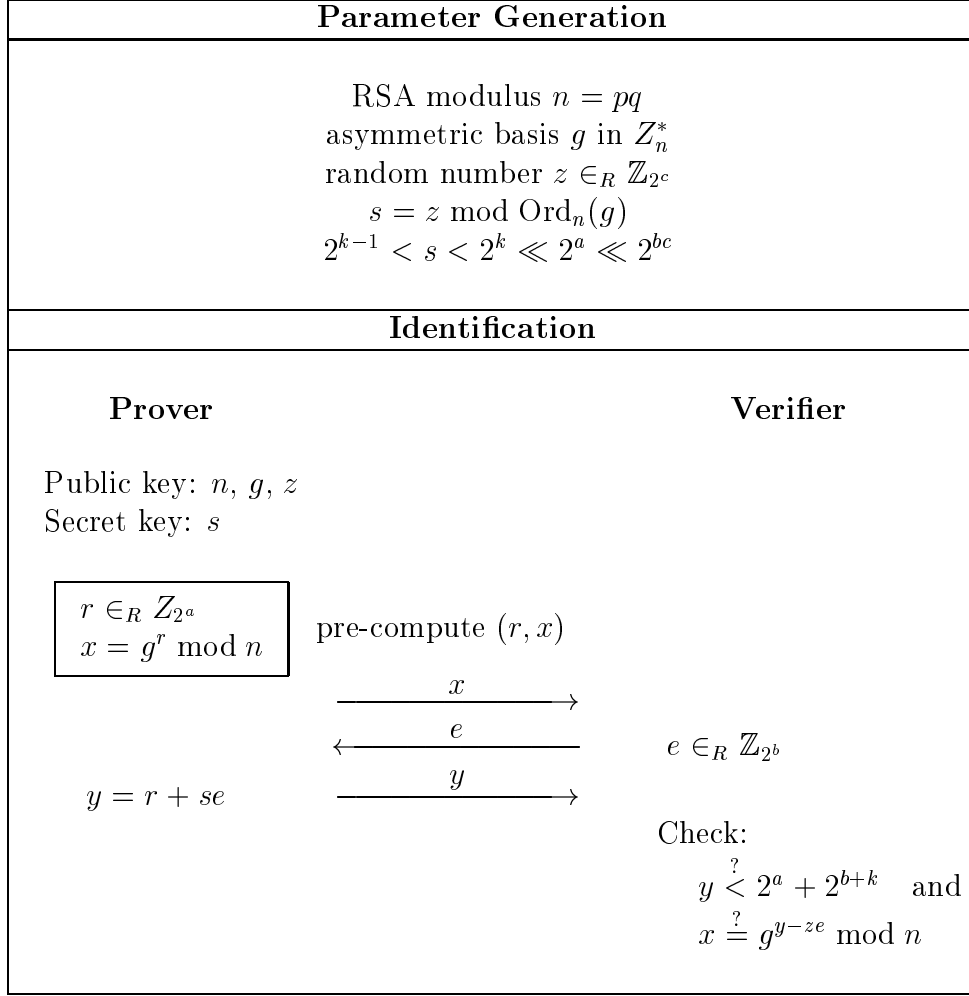 Parameter Generation
RSA modulus n = pq
asymmetric basis g in Z_n^*
random number z ∈_R ℤ_{2^c}
s = z mod Ord_n(g)
2^{k−1} < s < 2^k ≪ 2^a ≪ 2^{bc}
Identification
Prover Verifier
Public key: n, g, z
Secret key: s
r ∈_R Z_{2^a}
x = g^r mod n
pre-compute (r, x)
x
e
e ∈_R ℤ_{2^b}
y = r + se
y
Check:
y <^? 2^a + 2^{b+k} and
x =^? g^{y−ze} mod n